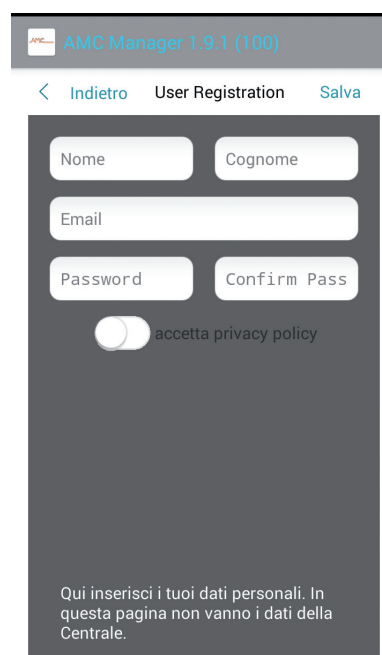 AMC
AMC Manager 1.9.1 (100)
Indietro User Registration Salva
Nome Cognome
Email
Password Confirm Pass
accetta privacy policy
Qui inserisci i tuoi dati personali. In
questa pagina non vanno i dati della
Centrale.